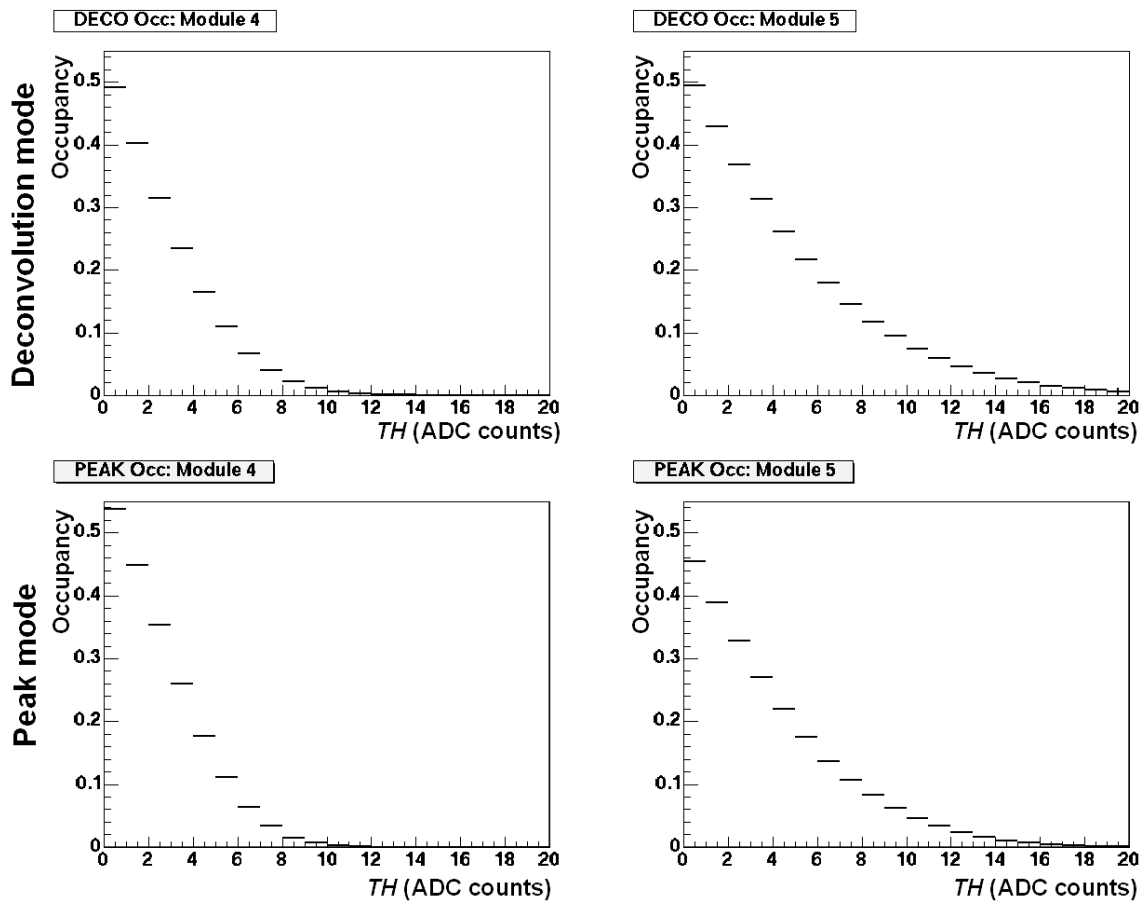 DECO Occ: Module 4
DECO Occ: Module 5
Deconvolution mode
Occupancy
0.5
0.4
0.3
0.2
0.1
0
0 2 4 6 8 10 12 14 16 18 20
TH (ADC counts)
Occupancy
0.5
0.4
0.3
0.2
0.1
0
0 2 4 6 8 10 12 14 16 18 20
TH (ADC counts)
PEAK Occ: Module 4
PEAK Occ: Module 5
Peak mode
Occupancy
0.5
0.4
0.3
0.2
0.1
0
0 2 4 6 8 10 12 14 16 18 20
TH (ADC counts)
Occupancy
0.5
0.4
0.3
0.2
0.1
0
0 2 4 6 8 10 12 14 16 18 20
TH (ADC counts)